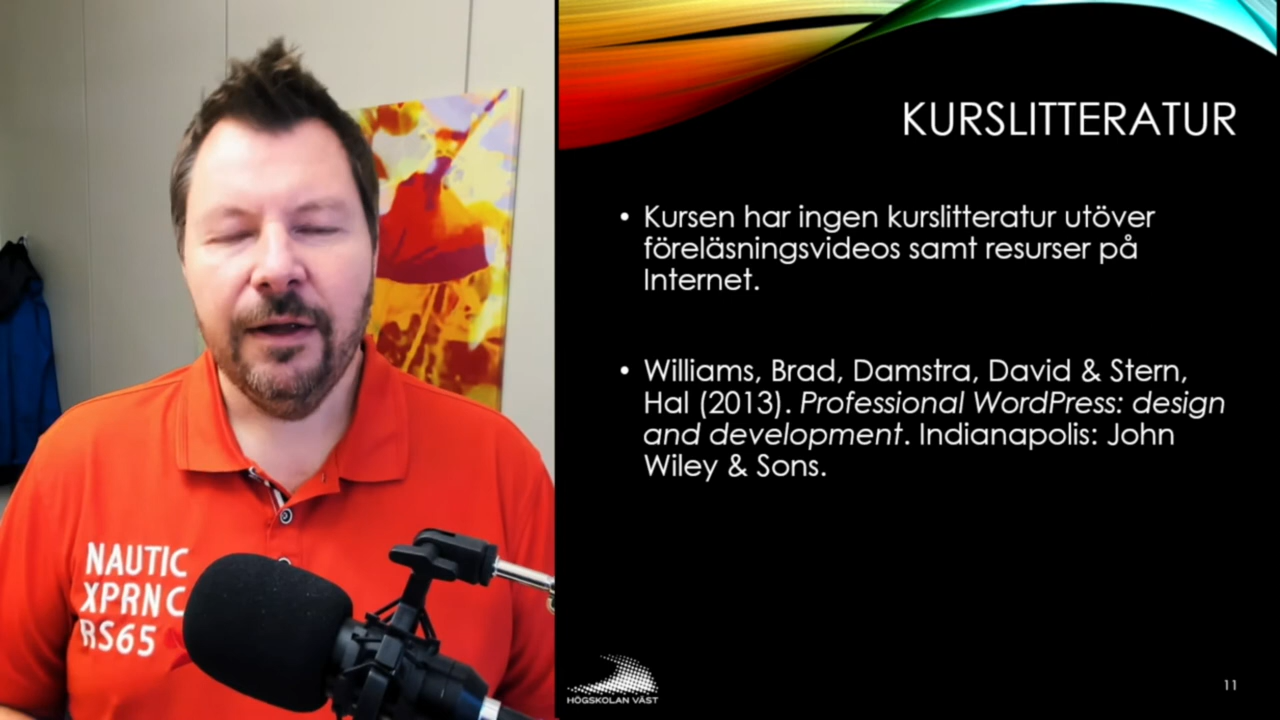 NAUTIC
XPRNC
RS65
KURSLITTERATUR
• Kursen har ingen kurslitteratur utöver
föreläsningsvideos samt resurser på
Internet.
• Williams, Brad, Damstra, David & Stern,
Hal (2013). Professional WordPress: design
and development. Indianapolis: John
Wiley & Sons.
HÖGSKOLAN VÄST
11